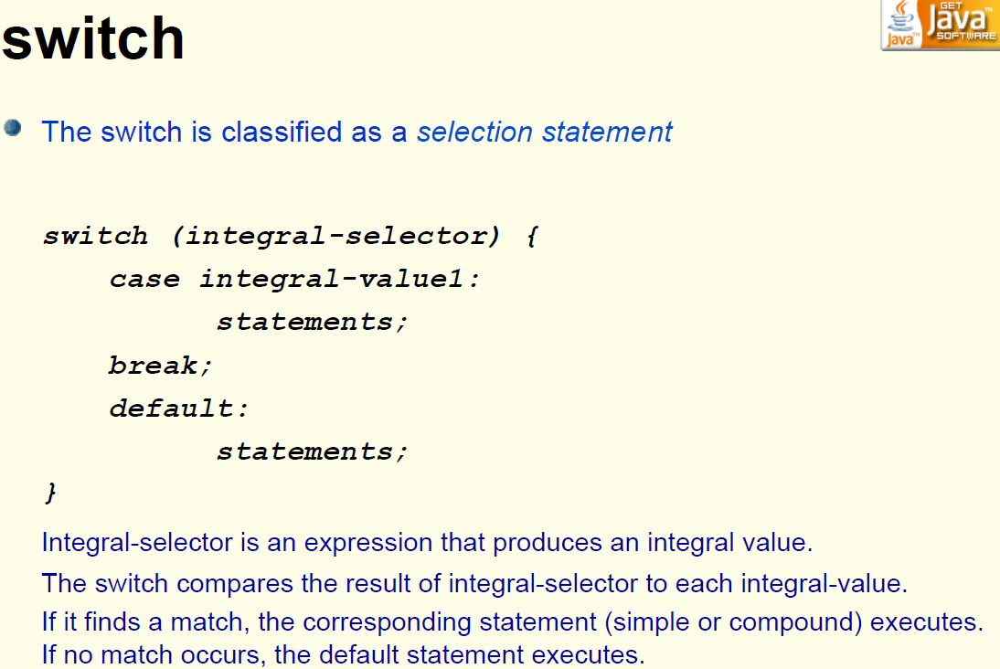 switch
GET
Java™
SOFTWARE
Java™
The switch is classified as a selection statement
switch (integral-selector) {
case integral-value1:
statements;
break;
default:
statements;
}
Integral-selector is an expression that produces an integral value.
The switch compares the result of integral-selector to each integral-value.
If it finds a match, the corresponding statement (simple or compound) executes.
If no match occurs, the default statement executes.